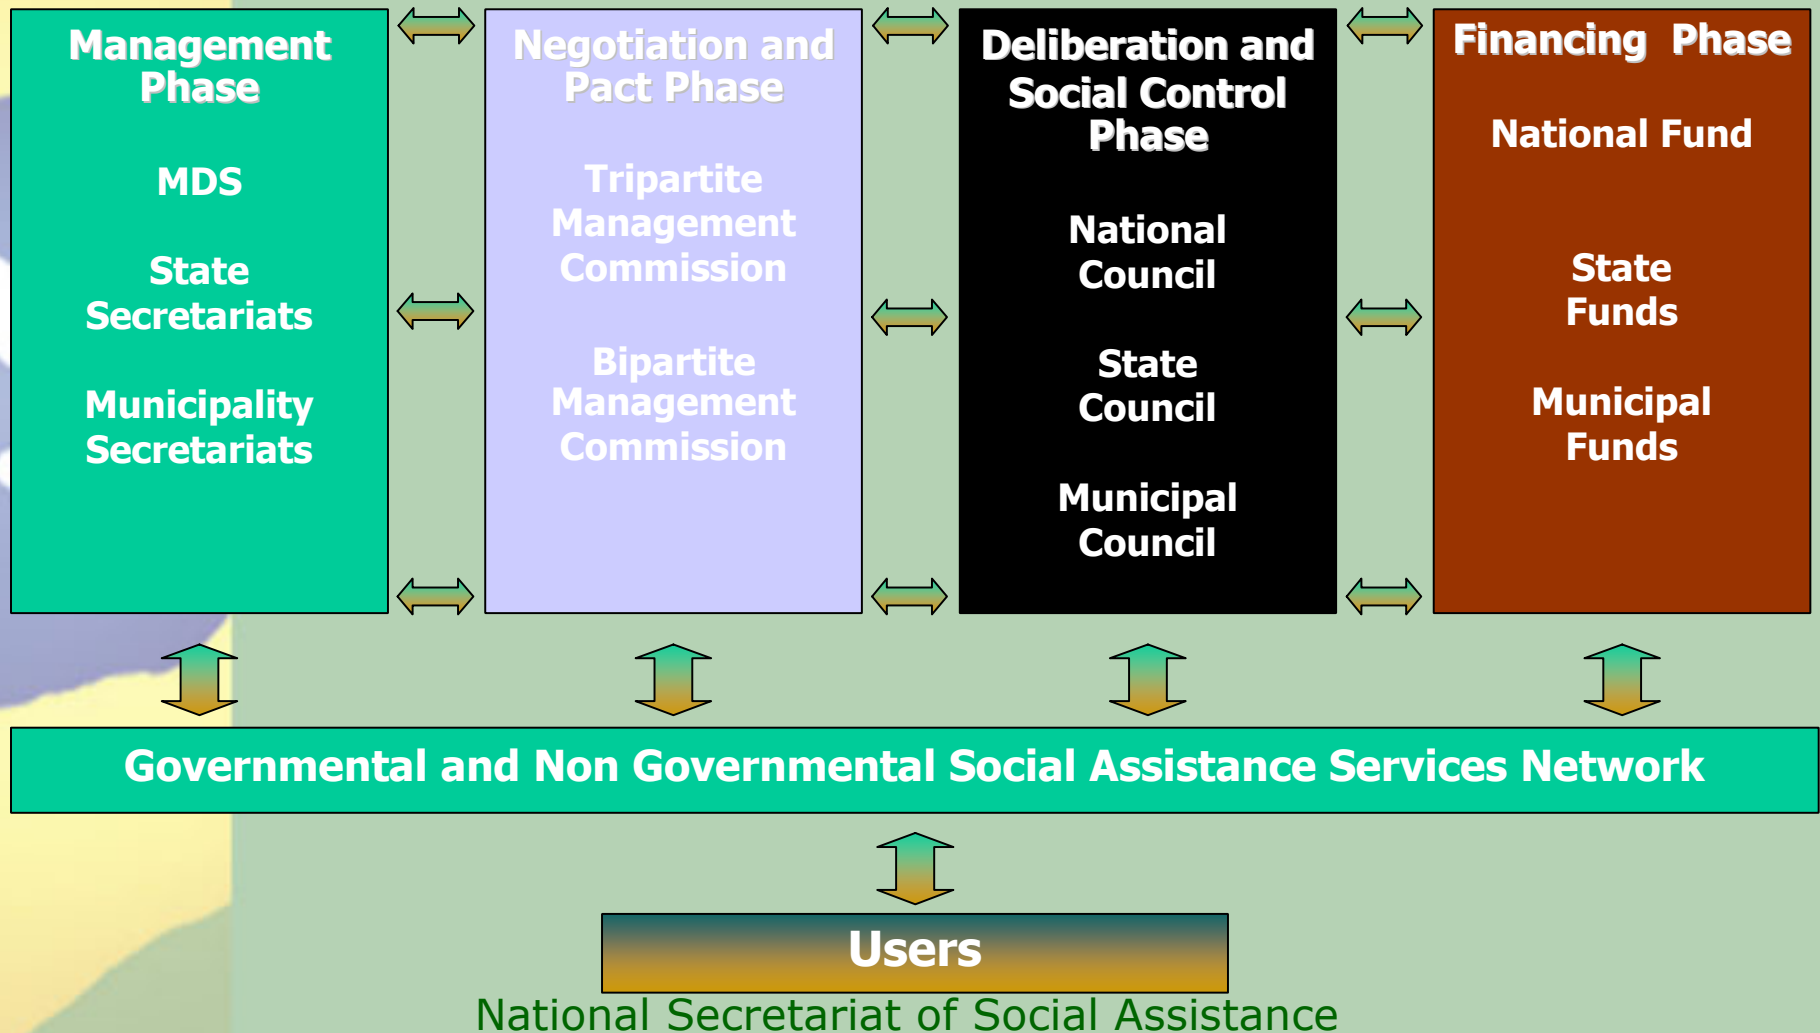 Management
Phase
MDS
State
Secretariats
Municipality
Secretariats
Negotiation and
Pact Phase
Tripartite
Management
Commission
Bipartite
Management
Commission
Deliberation and
Social Control
Phase
National
Council
State
Council
Municipal
Council
Financing Phase
National Fund
State
Funds
Municipal
Funds
Governmental and Non Governmental Social Assistance Services Network
Users
National Secretariat of Social Assistance